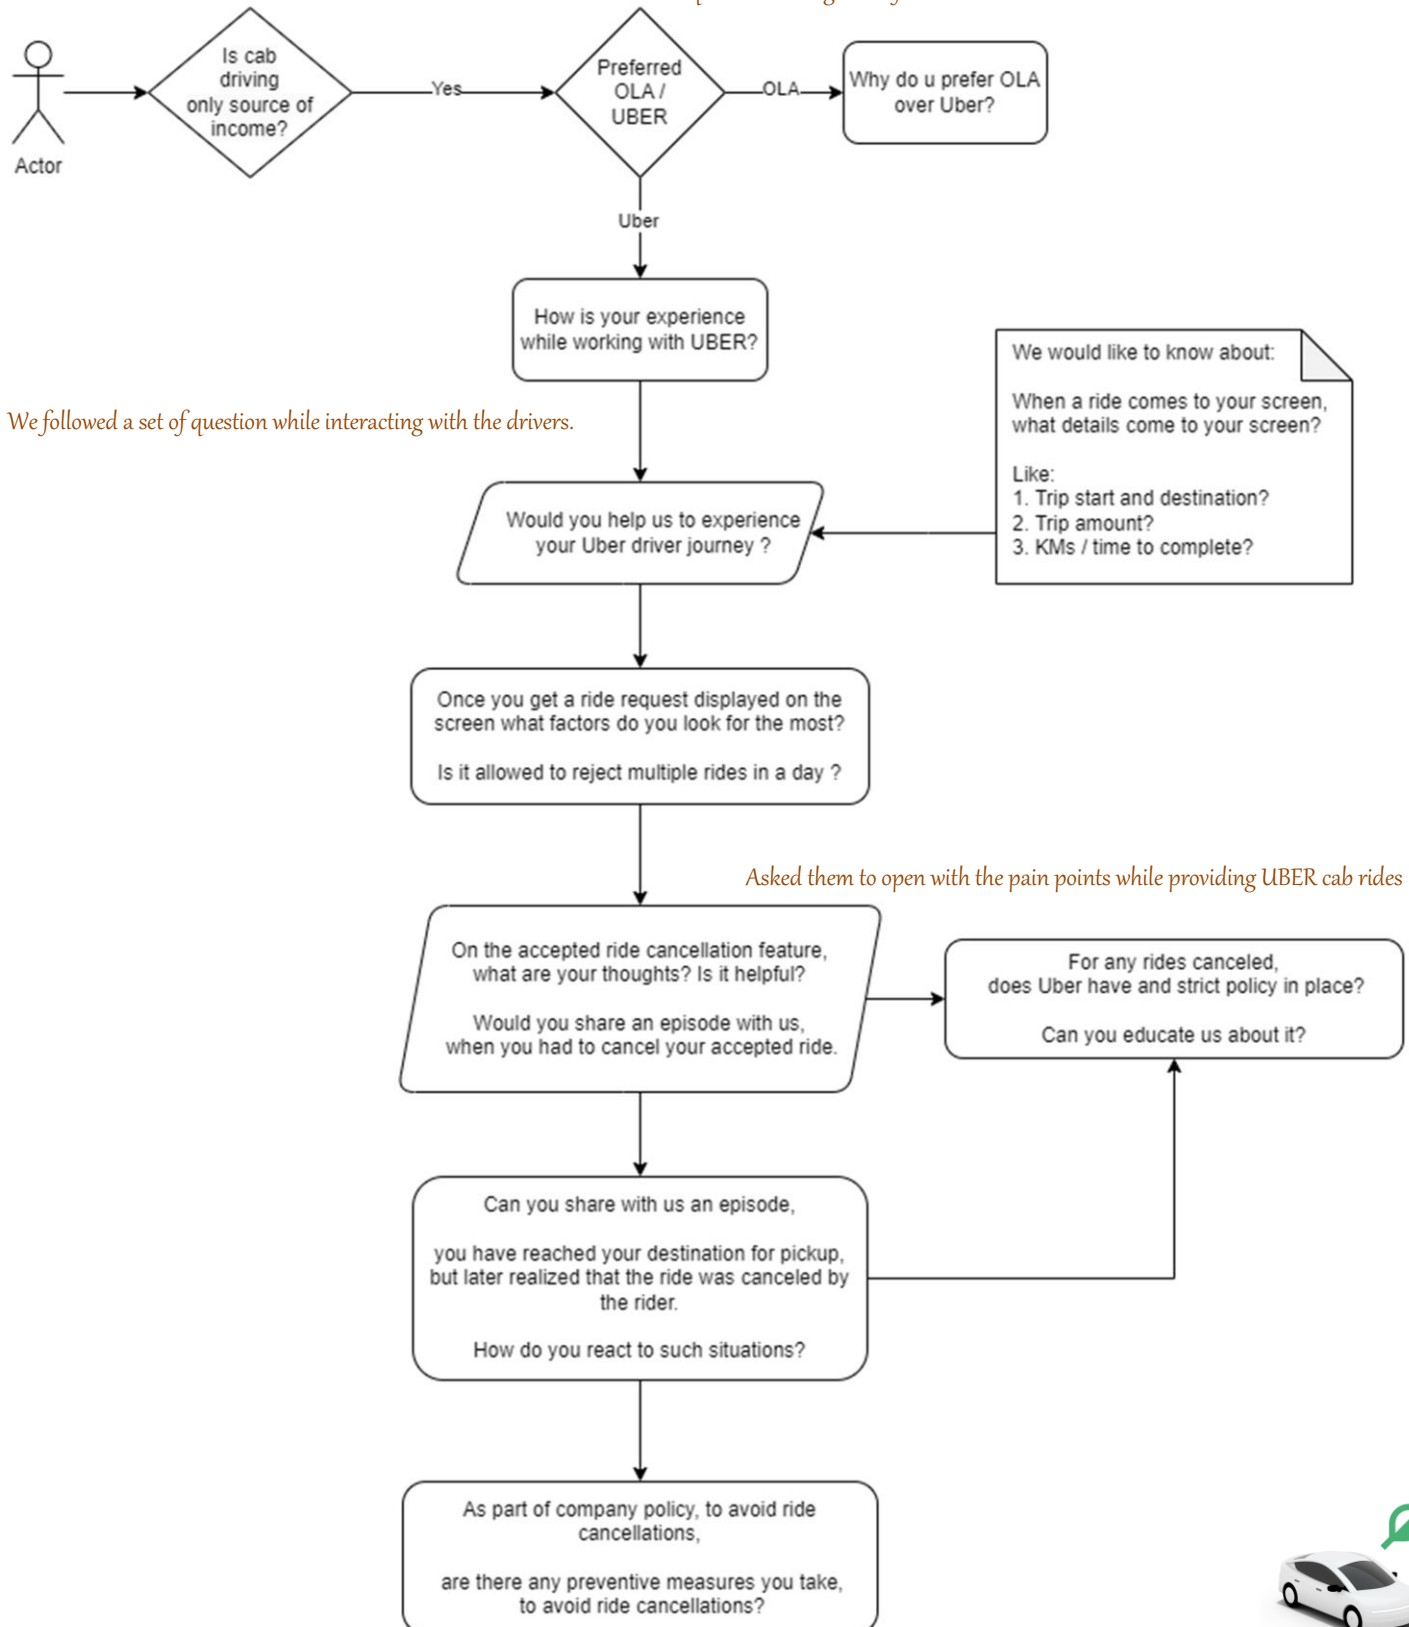 Is cab
driving
only source of
income?
Actor
Yes
Preferred
OLA /
UBER
OLA
Why do u prefer OLA
over Uber?
Uber
How is your experience
while working with UBER?
We followed a set of question while interacting with the drivers.
We would like to know about:
When a ride comes to your screen,
what details come to your screen?
Like:
1. Trip start and destination?
2. Trip amount?
3. KMs / time to complete?
Would you help us to experience
your Uber driver journey ?
Once you get a ride request displayed on the
screen what factors do you look for the most?
Is it allowed to reject multiple rides in a day ?
Asked them to open with the pain points while providing UBER cab rides
On the accepted ride cancellation feature,
what are your thoughts? Is it helpful?
Would you share an episode with us,
when you had to cancel your accepted ride.
For any rides canceled,
does Uber have and strict policy in place?
Can you educate us about it?
Can you share with us an episode,
you have reached your destination for pickup,
but later realized that the ride was canceled by
the rider.
How do you react to such situations?
As part of company policy, to avoid ride
cancellations,
are there any preventive measures you take,
to avoid ride cancellations?